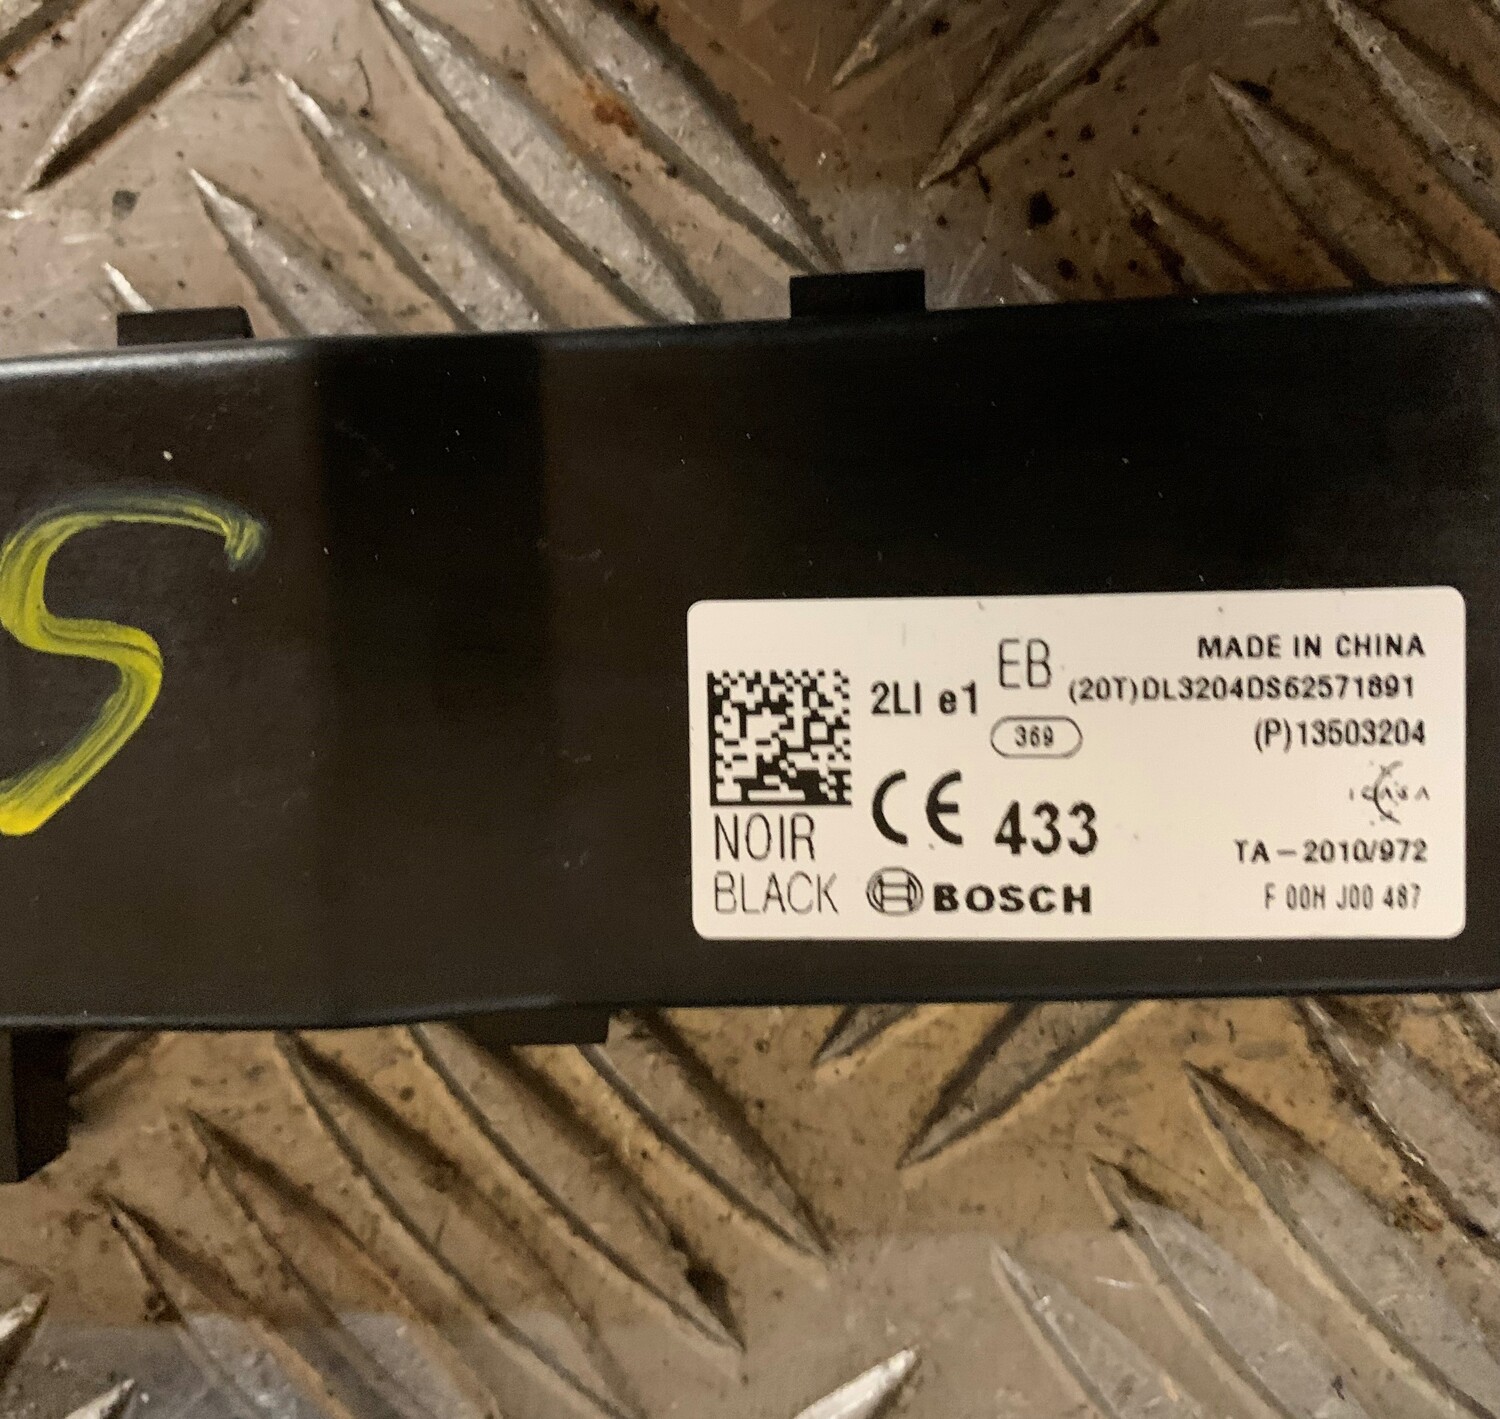 S
2LI e1
EB
369
MADE IN CHINA
(20T)DL3204DS62571891
(P)13503204
NOIR
BLACK
CE 433
BOSCH
ICASA
TA-2010/972
F 00H J00 487